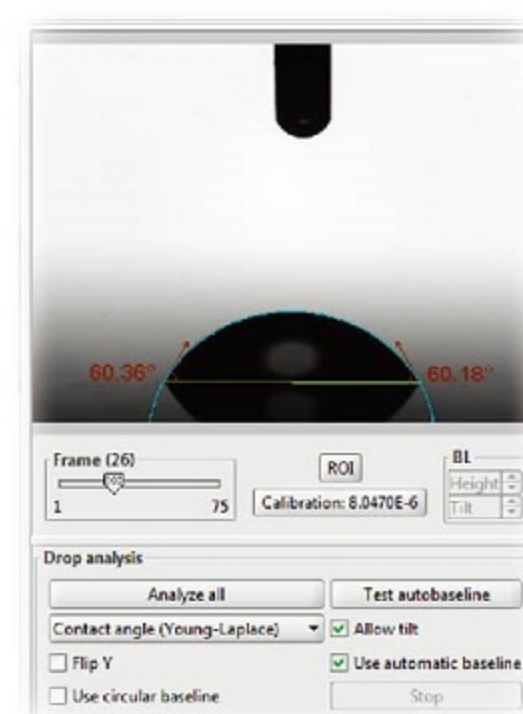 60.36° 60.18°
Frame (26)
1 75
ROI
Calibration: 8.0470E-6
BL
Height
Tilt
Drop analysis
Analyze all Test autobaseline
Contact angle (Young-Laplace) Allow tilt
Flip Y Use automatic baseline
Use circular baseline Stop